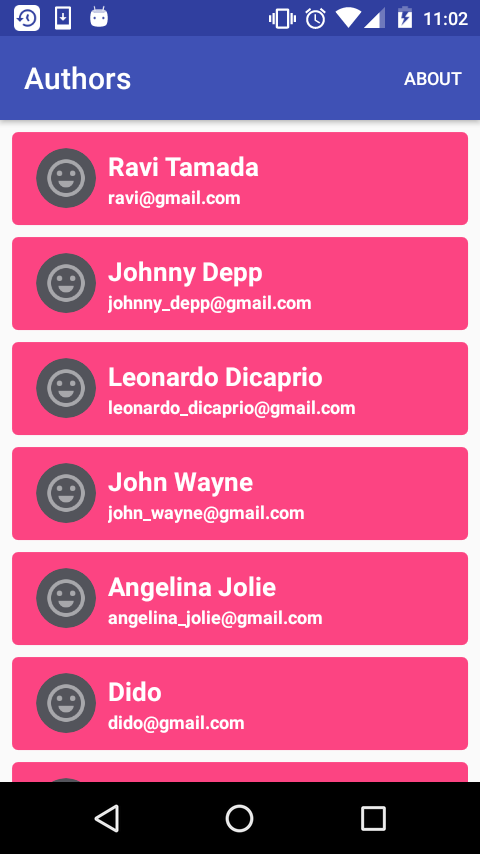 11:02
Authors
ABOUT
Ravi Tamada
ravi@gmail.com
Johnny Depp
johnny_depp@gmail.com
Leonardo Dicaprio
leonardo_dicaprio@gmail.com
John Wayne
john_wayne@gmail.com
Angelina Jolie
angelina_jolie@gmail.com
Dido
dido@gmail.com